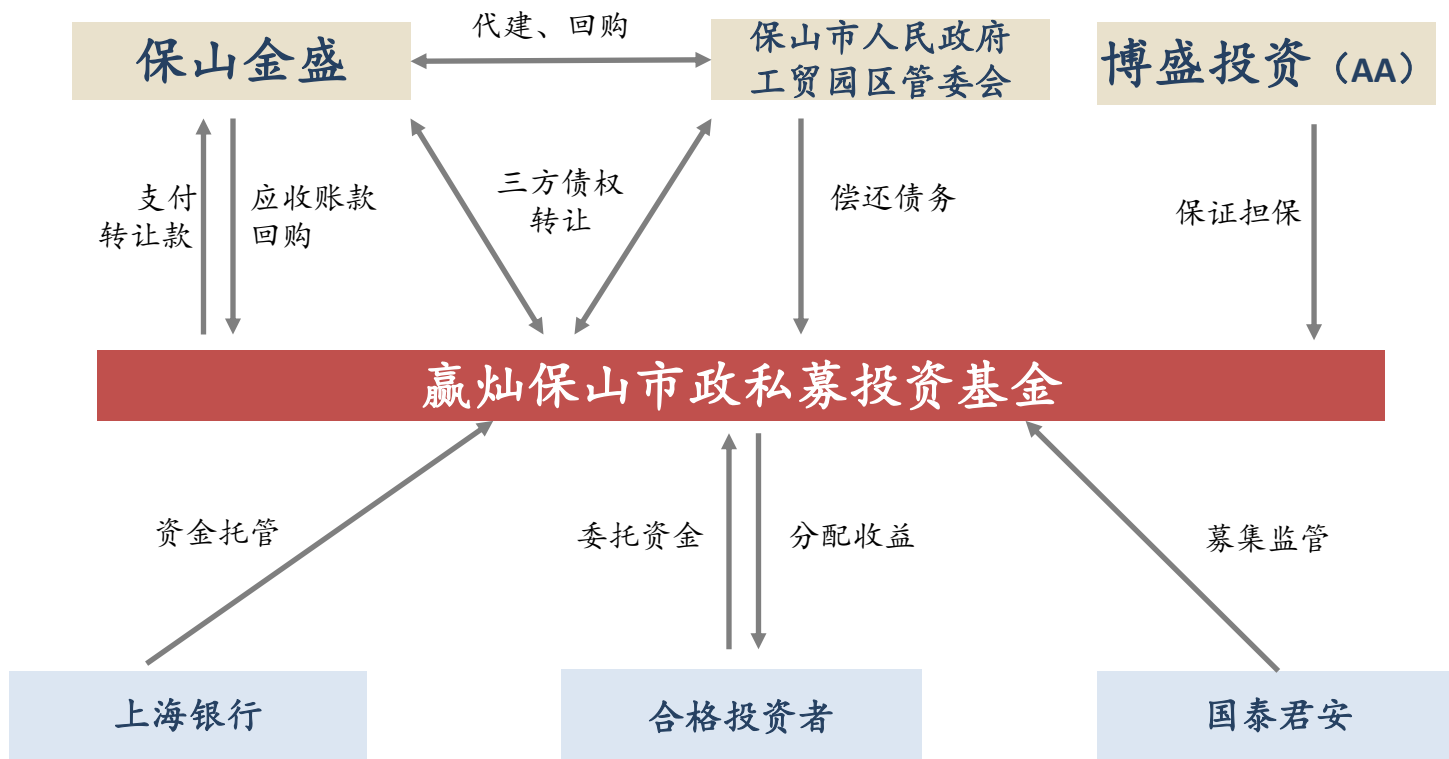 代建、回购
保山金盛
保山市人民政府
工贸园区管委会
博盛投资（AA）
支付
转让款
应收账款
回购
三方债权
转让
偿还债务
保证担保
赢灿保山市政私募投资基金
资金托管
委托资金
分配收益
募集监管
上海银行
合格投资者
国泰君安